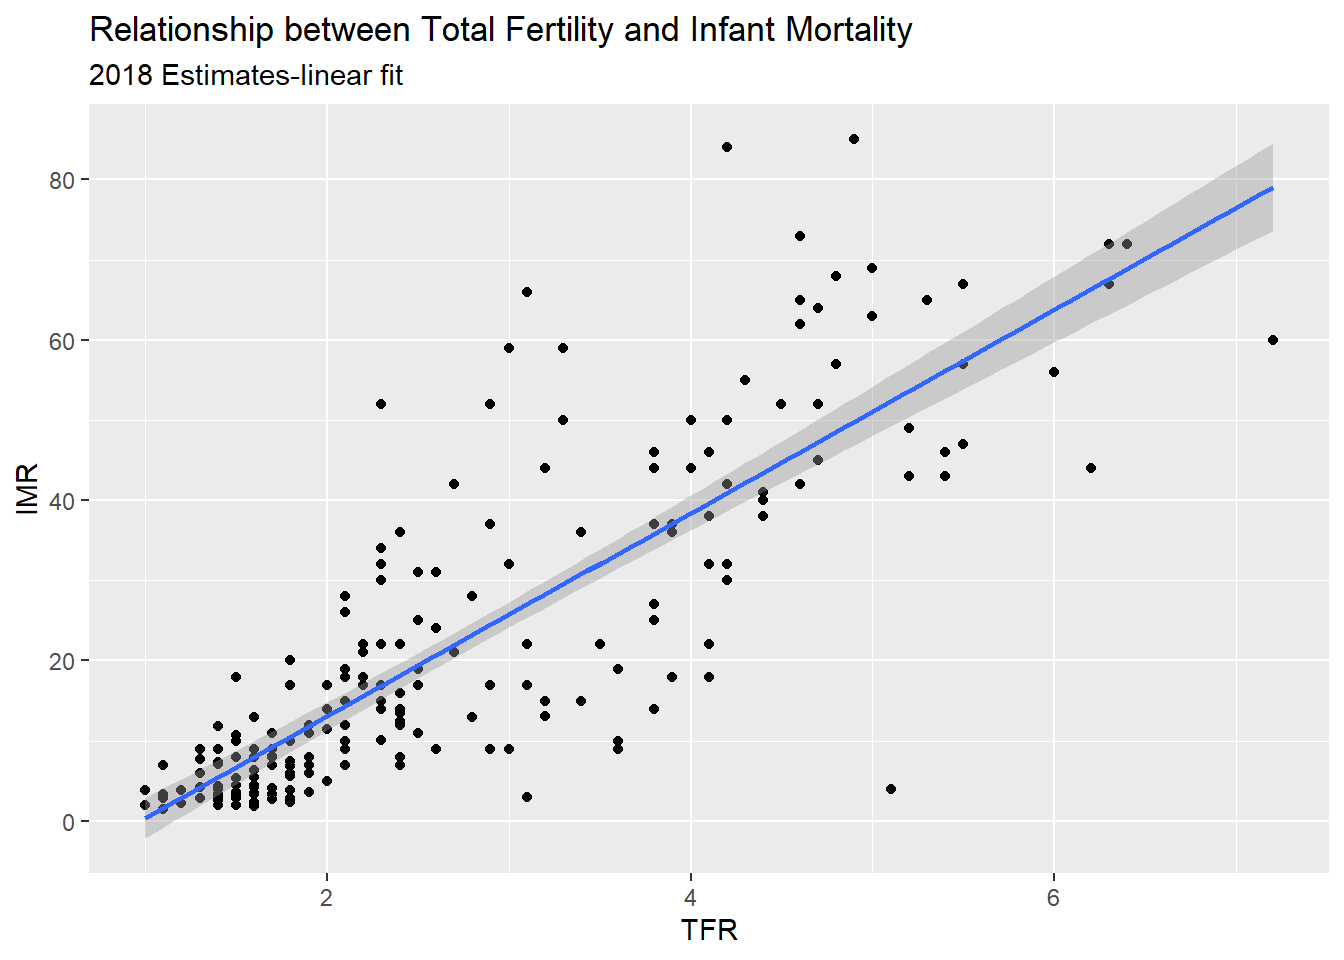 Relationship between Total Fertility and Infant Mortality
2018 Estimates-linear fit
80
60
40
20
0
IMR
2 4 6
TFR